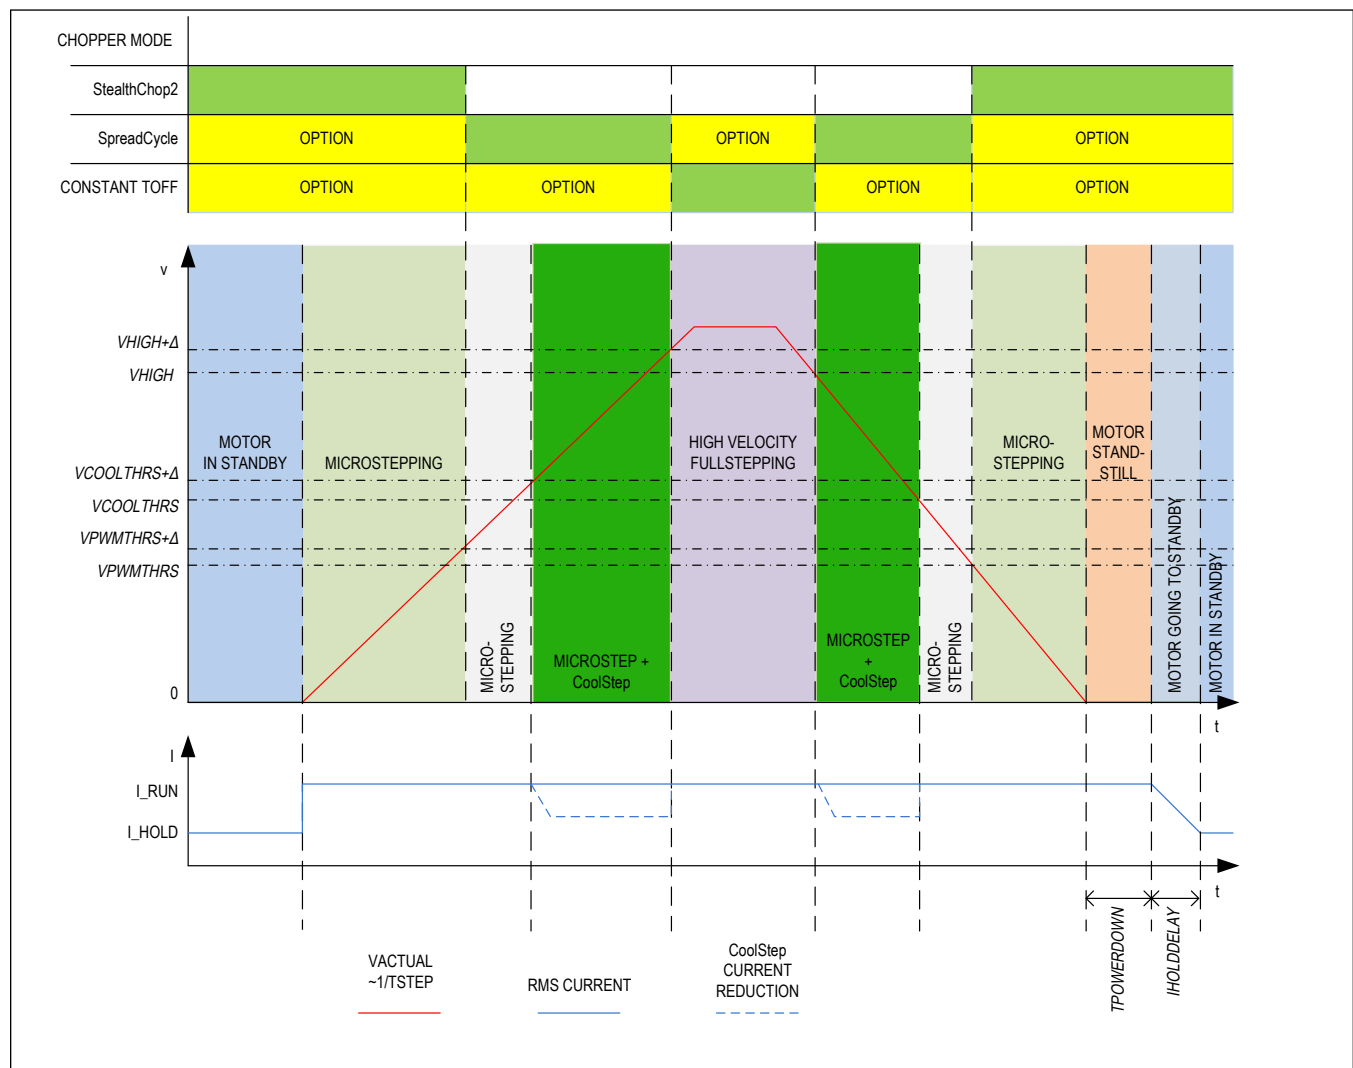 CHOPPER MODE
StealthChop2
SpreadCycle
OPTION
OPTION
OPTION
CONSTANT TOFF
OPTION
OPTION
OPTION
OPTION
v
VHIGH+Δ
VHIGH
VCOOLTHRS+Δ
VCOOLTHRS
VPWMTHRS+Δ
VPWMTHRS
0
MOTOR
IN STANDBY
MICROSTEPPING
MICRO-
STEPPING
MICROSTEP +
CoolStep
HIGH VELOCITY
FULLSTEPPING
MICROSTEP
+
CoolStep
MICRO-
STEPPING
MICRO-
STEPPING
MOTOR
STAND-
STILL
MOTOR GOING TO STANDBY
MOTOR IN STANDBY
t
I
I_RUN
I_HOLD
t
TPOWERDOWN
IHOLDDELAY
VACTUAL
~1/TSTEP
RMS CURRENT
CoolStep
CURRENT
REDUCTION